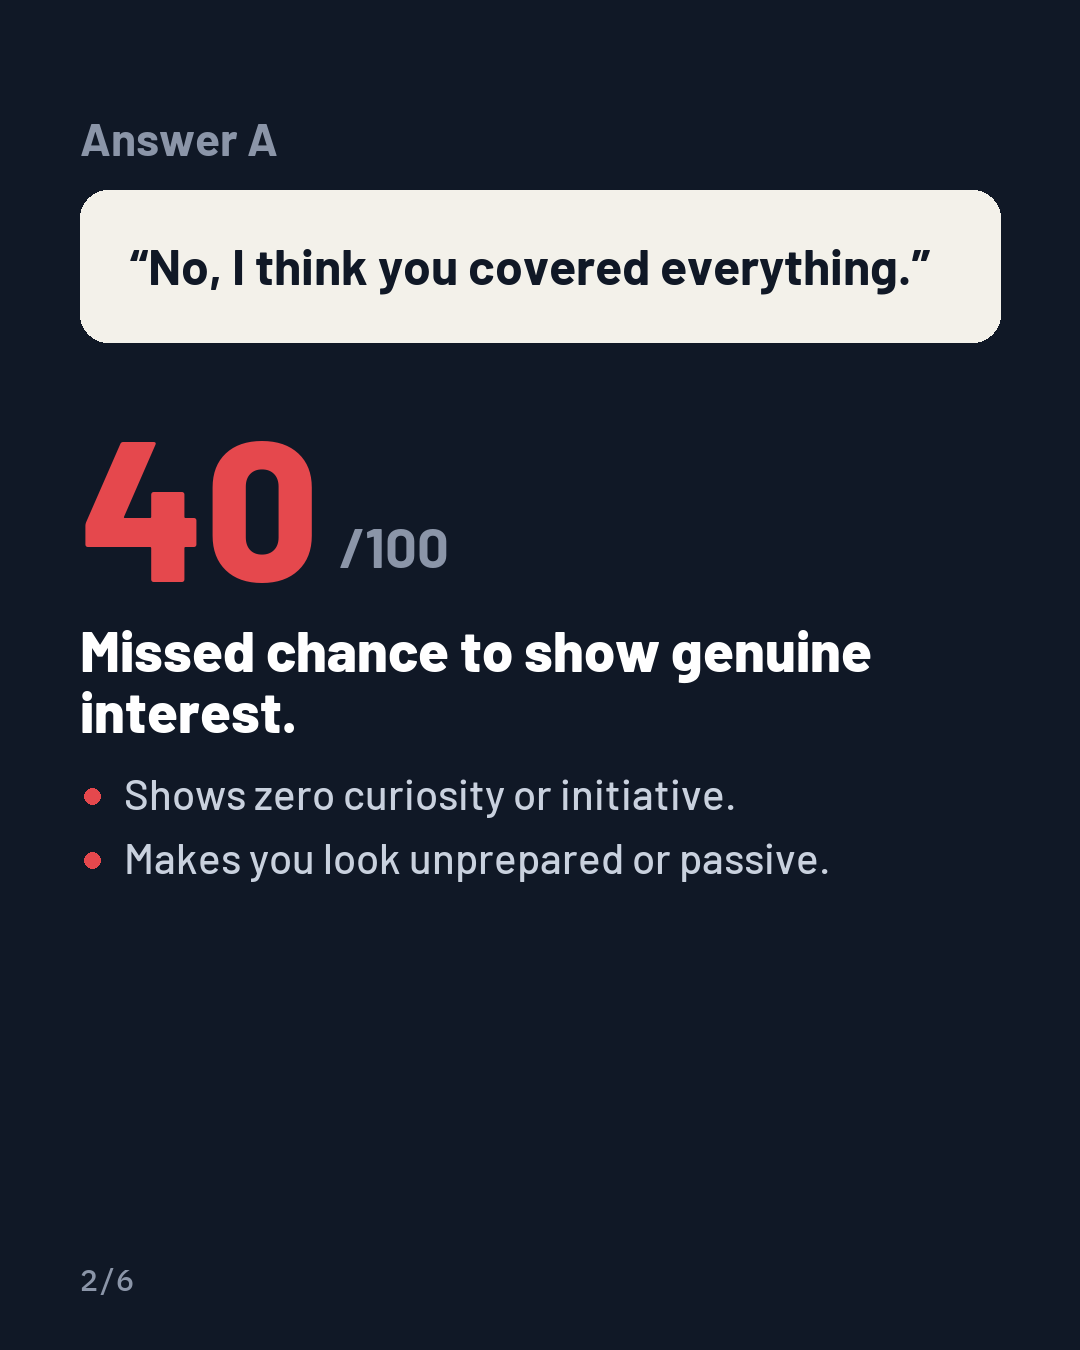 Answer A
“No, I think you covered everything.”
40 /100
Missed chance to show genuine
interest.
• Shows zero curiosity or initiative.
• Makes you look unprepared or passive.
2/6